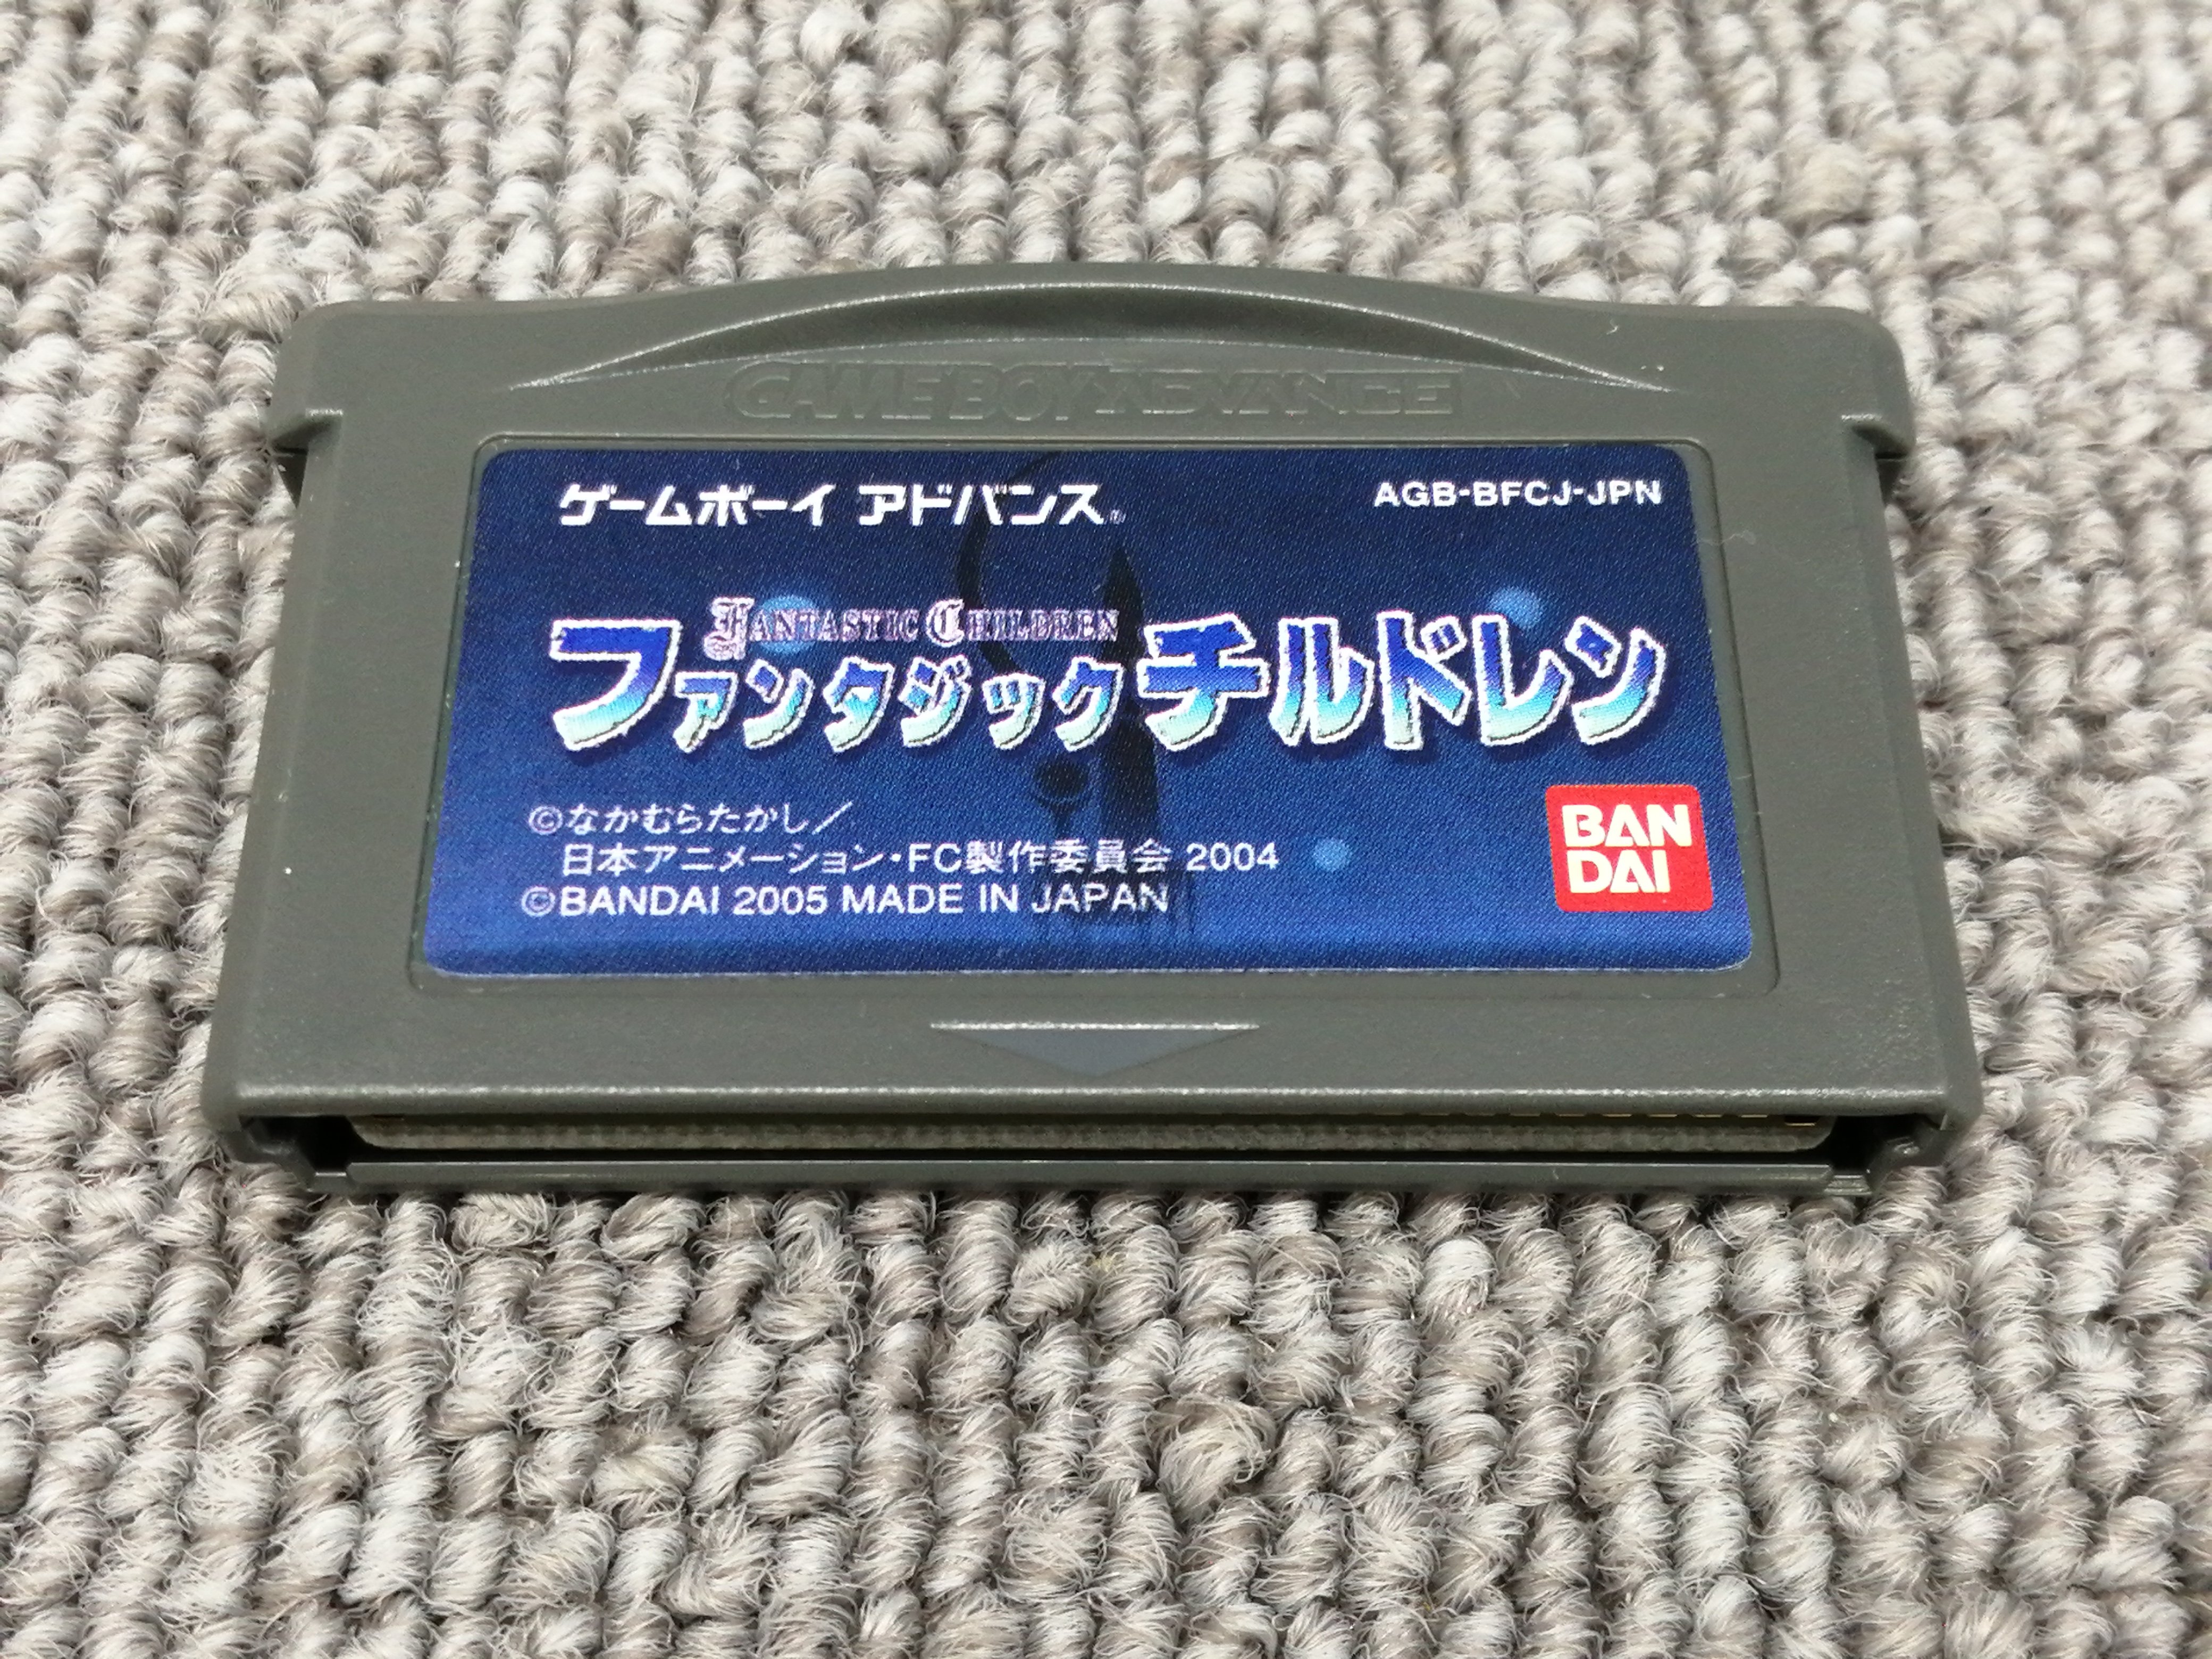 GAME BOY ADVANCE
ゲームボーイ アドバンス®
AGB-BFCJ-JPN
FANTASTIC CHILDREN
ファンタジックチルドレン
©なかむらたかし／
日本アニメーション・FC製作委員会 2004
©BANDAI 2005 MADE IN JAPAN
BAN
DAI